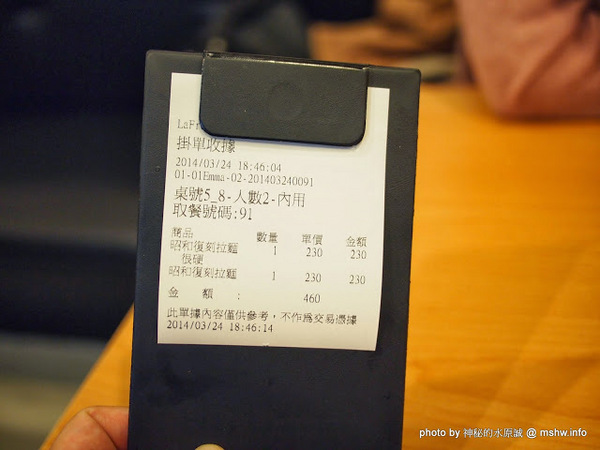 掛單收據
2014/03/24 18:46:04
01-01Emma-02-201403240091
桌號5_8-人數2-內用
取餐號碼:91
商品 數量 單價 金額
昭和復刻拉麵 1 230 230
很硬
昭和復刻拉麵 1 230 230
金 額 : 460
此單據內容僅供參考，不作為交易憑據
2014/03/24 18:46:14
photo by 神秘的水原誠 @ mshw.info